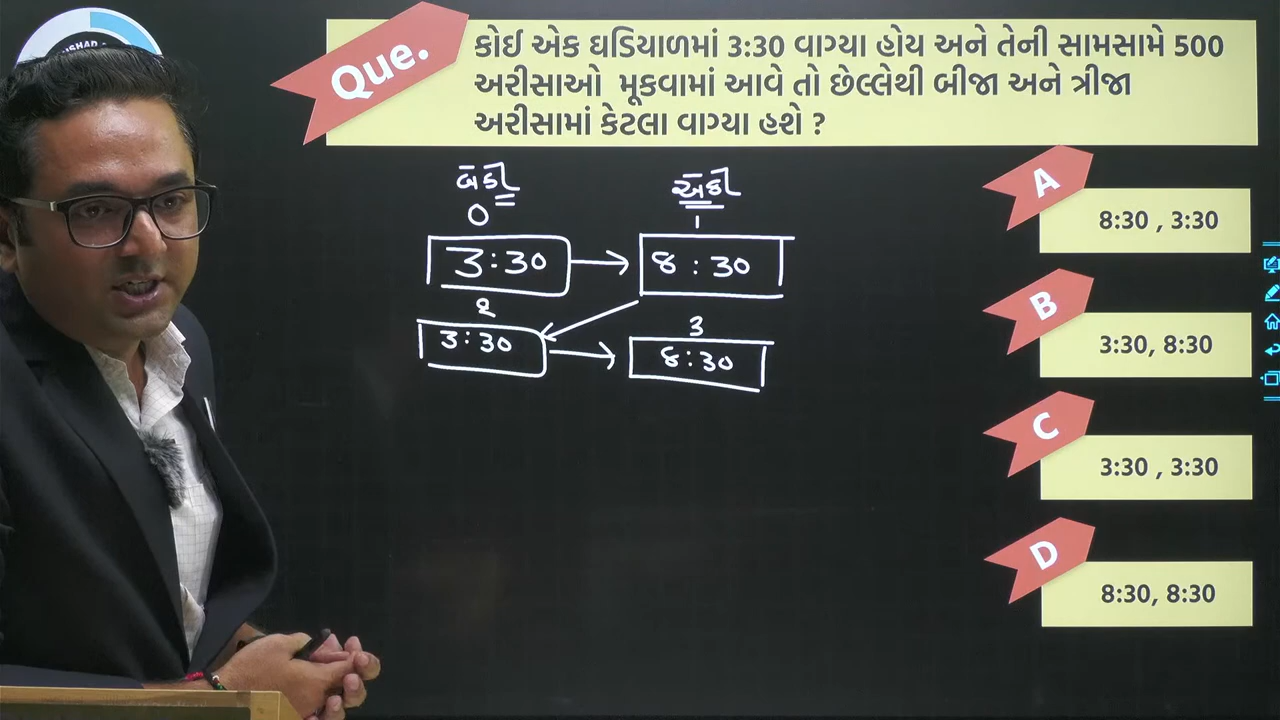 Que.
કોઈ એક ઘડિયાળમાં 3:30 વાગ્યા હોય અને તેની સામસામે 500
અરીસાઓ મૂકવામાં આવે તો છેલ્લેથી બીજા અને ત્રીજા
અરીસામાં કેટલા વાગ્યા હશે ?
બેકી
એકી
0
1
3:30
8:30
2
3
3:30
8:30
A
8:30 , 3:30
B
3:30, 8:30
C
3:30 , 3:30
D
8:30, 8:30